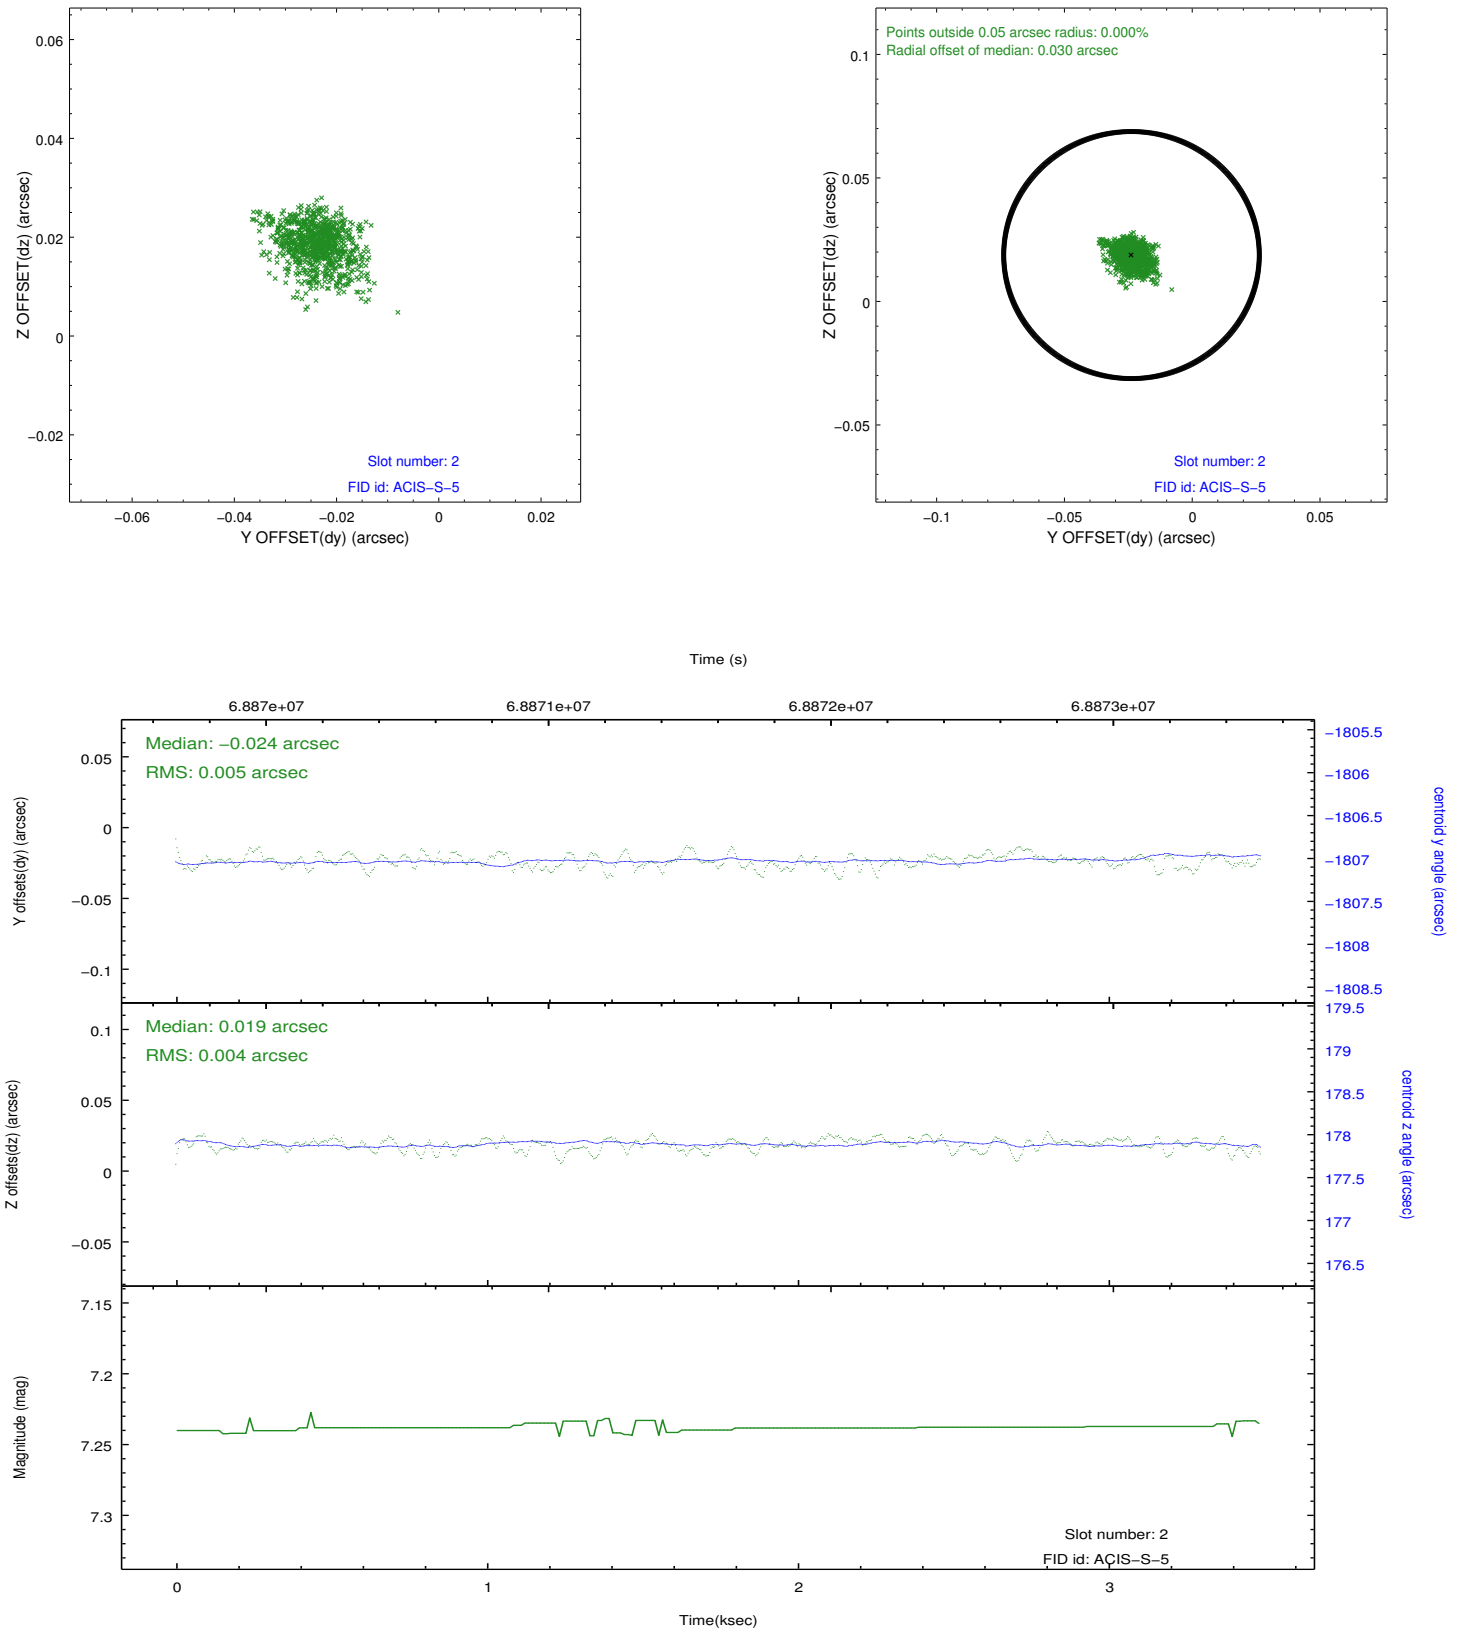 0.06
0.04
0.02
0
−0.02
Z OFFSET(dz) (arcsec)
Slot number: 2
FID id: ACIS−S−5
−0.06
−0.04
−0.02
0
0.02
Y OFFSET(dy) (arcsec)
Points outside 0.05 arcsec radius: 0.000%
Radial offset of median: 0.030 arcsec
0.1
0.05
0
−0.05
Z OFFSET(dz) (arcsec)
Slot number: 2
FID id: ACIS−S−5
−0.1
−0.05
0
0.05
Y OFFSET(dy) (arcsec)
Time (s)
6.887e+07
6.8871e+07
6.8872e+07
6.8873e+07
Median: −0.024 arcsec
RMS: 0.005 arcsec
0.05
0
−0.05
−0.1
Y offsets(dy) (arcsec)
−1805.5
−1806
−1806.5
−1807
−1807.5
−1808
−1808.5
centroid y angle (arcsec)
Median: 0.019 arcsec
RMS: 0.004 arcsec
0.1
0.05
0
−0.05
Z offsets(dz) (arcsec)
179.5
179
178.5
178
177.5
177
176.5
centroid z angle (arcsec)
7.15
7.2
7.25
7.3
Magnitude (mag)
Slot number: 2
FID id: ACIS−S−5
0
1
2
3
Time(ksec)